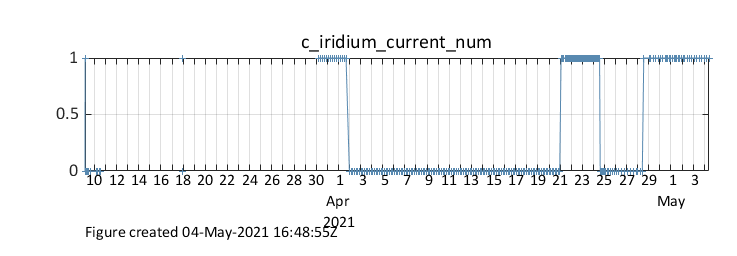 c_iridium_current_num
1
0.5
0
10 12 14 16 18 20 22 24 26 28 30 1 3 5 7 9 11 13 15 17 19 21 23 25 27 29 1 3
Apr May
2021
Figure created 04-May-2021 16:48:55Z